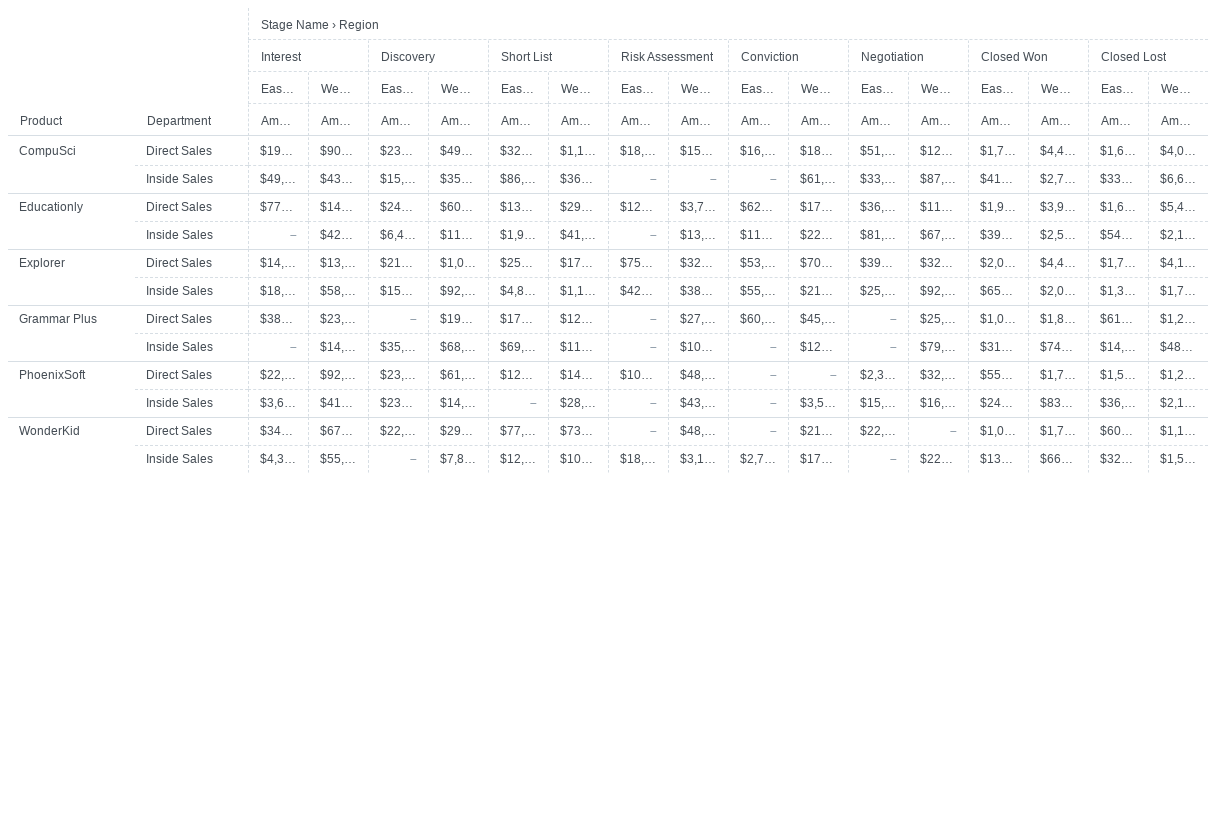 Stage Name › Region
Interest Discovery Short List Risk Assessment Conviction Negotiation Closed Won Closed Lost
Eas… We… Eas… We… Eas… We… Eas… We… Eas… We… Eas… We… Eas… We… Eas… We…
Product Department Am… Am… Am… Am… Am… Am… Am… Am… Am… Am… Am… Am… Am… Am… Am… Am…
CompuSci Direct Sales $19… $90… $23… $49… $32… $1,1… $18,… $15… $16,… $18… $51,… $12… $1,7… $4,4… $1,6… $4,0…
Inside Sales $49,… $43… $15,… $35… $86,… $36… – – – $61,… $33,… $87,… $41… $2,7… $33… $6,6…
Educationly Direct Sales $77… $14… $24… $60… $13… $29… $12… $3,7… $62… $17… $36,… $11… $1,9… $3,9… $1,6… $5,4…
Inside Sales – $42… $6,4… $11… $1,9… $41,… – $13,… $11… $22… $81,… $67,… $39… $2,5… $54… $2,1…
Explorer Direct Sales $14,… $13,… $21… $1,0… $25… $17… $75… $32… $53,… $70… $39… $32… $2,0… $4,4… $1,7… $4,1…
Inside Sales $18,… $58,… $15… $92,… $4,8… $1,1… $42… $38… $55,… $21… $25,… $92,… $65… $2,0… $1,3… $1,7…
Grammar Plus Direct Sales $38… $23,… – $19… $17… $12… – $27,… $60,… $45,… – $25,… $1,0… $1,8… $61… $1,2…
Inside Sales – $14,… $35,… $68,… $69,… $11… – $10… – $12… – $79,… $31… $74… $14,… $48…
PhoenixSoft Direct Sales $22,… $92,… $23,… $61,… $12… $14… $10… $48,… – – $2,3… $32,… $55… $1,7… $1,5… $1,2…
Inside Sales $3,6… $41… $23… $14,… – $28,… – $43,… – $3,5… $15,… $16,… $24… $83… $36,… $2,1…
WonderKid Direct Sales $34… $67… $22,… $29… $77,… $73… – $48,… – $21… $22,… – $1,0… $1,7… $60… $1,1…
Inside Sales $4,3… $55,… – $7,8… $12,… $10… $18,… $3,1… $2,7… $17… – $22… $13… $66… $32… $1,5…